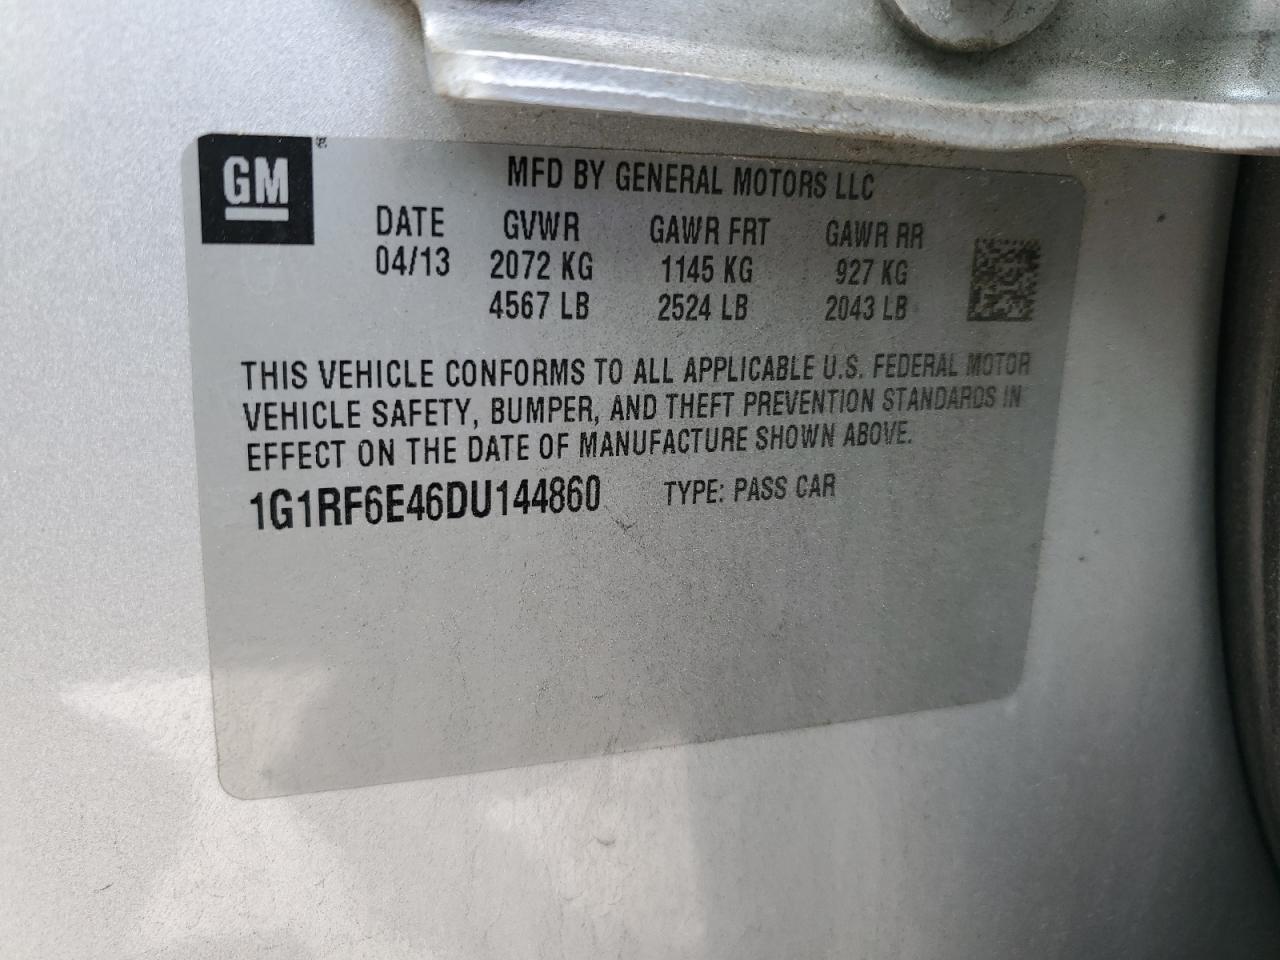 GM
MFD BY GENERAL MOTORS LLC
DATE GVWR GAWR FRT GAWR RR
04/13 2072 KG 1145 KG 927 KG
4567 LB 2524 LB 2043 LB
THIS VEHICLE CONFORMS TO ALL APPLICABLE U.S. FEDERAL MOTOR
VEHICLE SAFETY, BUMPER, AND THEFT PREVENTION STANDARDS IN
EFFECT ON THE DATE OF MANUFACTURE SHOWN ABOVE.
1G1RF6E46DU144860 TYPE: PASS CAR